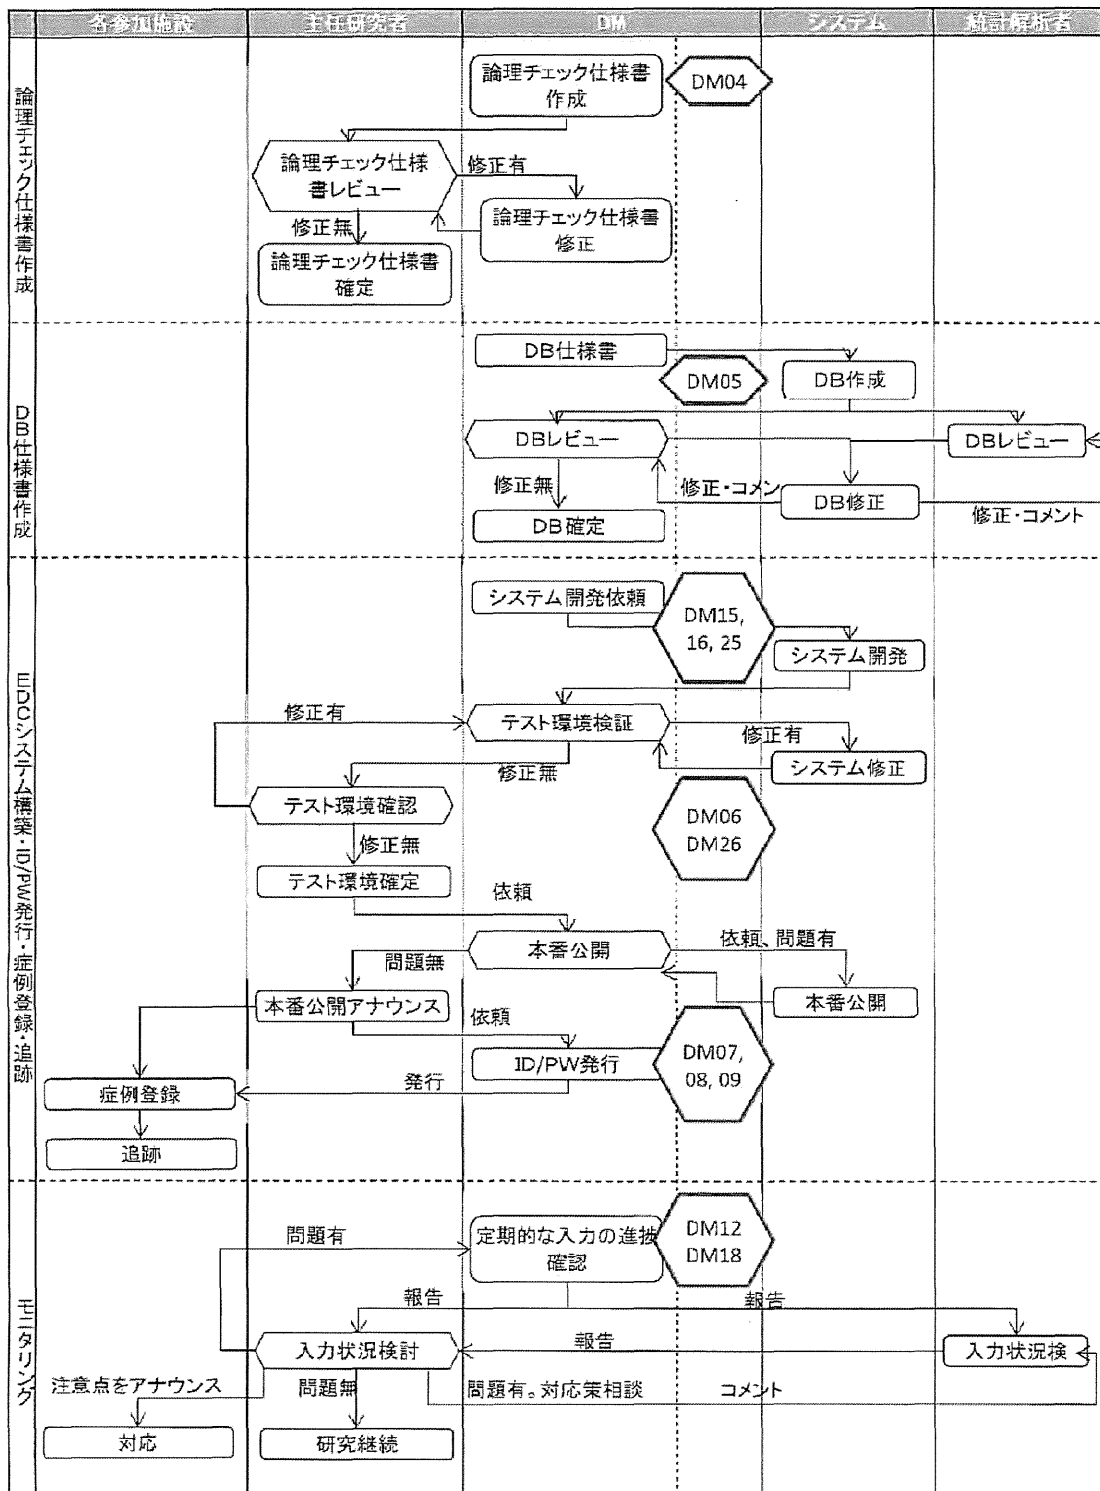 各参加施設
主任研究者
DM
システム
統計解析者
論理チェック仕様書作成
論理チェック仕様書
作成
DM04
論理チェック仕様
書レビュー
修正有
論理チェック仕様書
修正
修正無
論理チェック仕様書
確定
DB仕様書作成
DB仕様書
DM05
DB作成
DBレビュー
DBレビュー
修正無
修正・コメン
DB修正
修正・コメント
DB確定
EDCシステム構築・ID/PW発行・症例登録・追跡
システム開発依頼
DM15,
16, 25
システム開発
修正有
テスト環境検証
修正有
修正無
システム修正
テスト環境確認
DM06
DM26
修正無
テスト環境確定
依頼
本番公開
依頼、問題有
問題無
本番公開アナウンス
本番公開
依頼
ID/PW発行
DM07,
08, 09
症例登録
発行
追跡
モニタリング
問題有
定期的な入力の進捗
確認
DM12
DM18
報告
報告
入力状況検討
報告
入力状況検
注意点をアナウンス
問題無
問題有。対応策相談
コメント
対応
研究継続